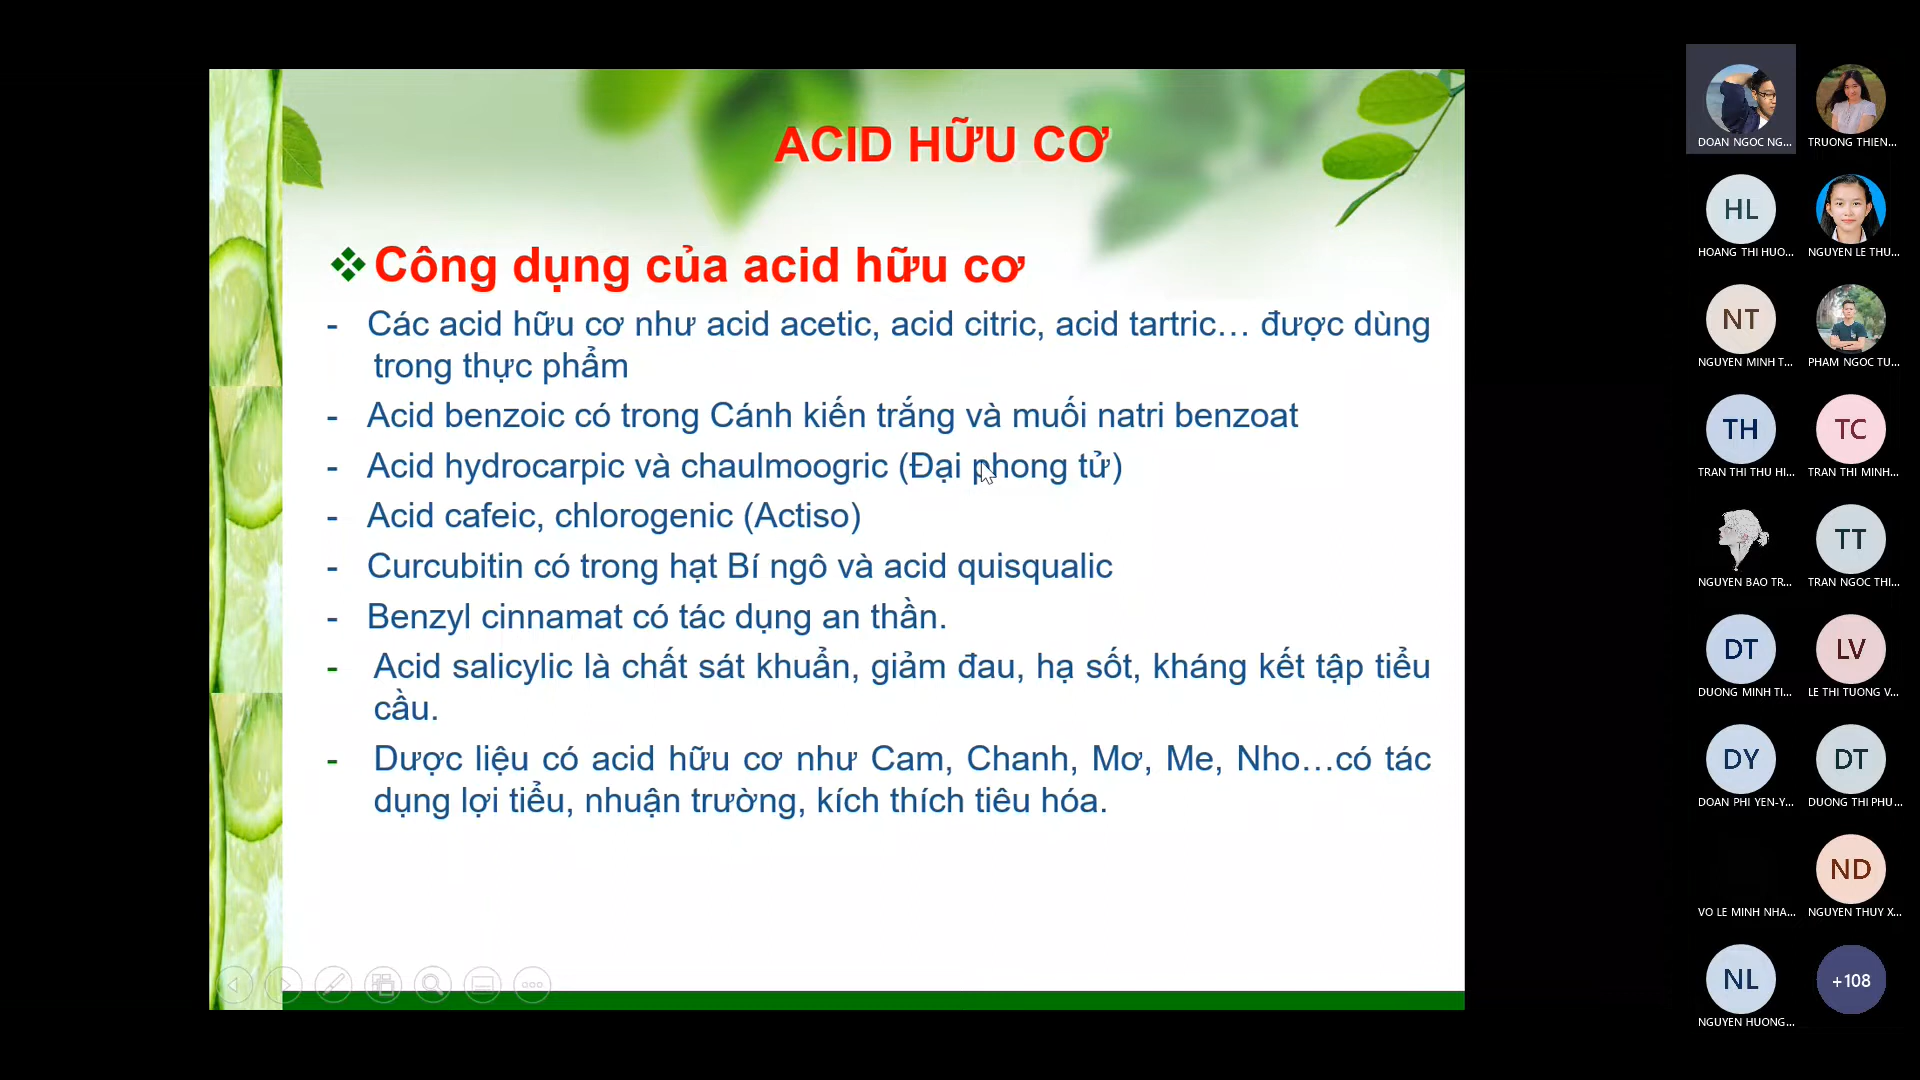 ACID HỮU CƠ
Công dụng của acid hữu cơ
- Các acid hữu cơ như acid acetic, acid citric, acid tartric… được dùng
trong thực phẩm
- Acid benzoic có trong Cánh kiến trắng và muối natri benzoat
- Acid hydrocarpic và chaulmoogric (Đại phong tử)
- Acid cafeic, chlorogenic (Actiso)
- Curcubitin có trong hạt Bí ngô và acid quisqualic
- Benzyl cinnamat có tác dụng an thần.
- Acid salicylic là chất sát khuẩn, giảm đau, hạ sốt, kháng kết tập tiểu
cầu.
- Dược liệu có acid hữu cơ như Cam, Chanh, Mơ, Me, Nho…có tác
dụng lợi tiểu, nhuận trường, kích thích tiêu hóa.
DOAN NGOC NG...
TRUONG THIEN...
HL
HOANG THI HUO...
NGUYEN LE THU...
NT
NGUYEN MINH T...
PHAM NGOC TU...
TH
TRAN THI THU HI...
TC
TRAN THI MINH...
NGUYEN BAO TR...
TT
TRAN NGOC THI...
DT
DUONG MINH TI...
LV
LE THI TUONG V...
DY
DOAN PHI YEN-Y...
DT
DUONG THI PHU...
VO LE MINH NHA...
ND
NGUYEN THUY X...
NL
NGUYEN HUONG...
+108